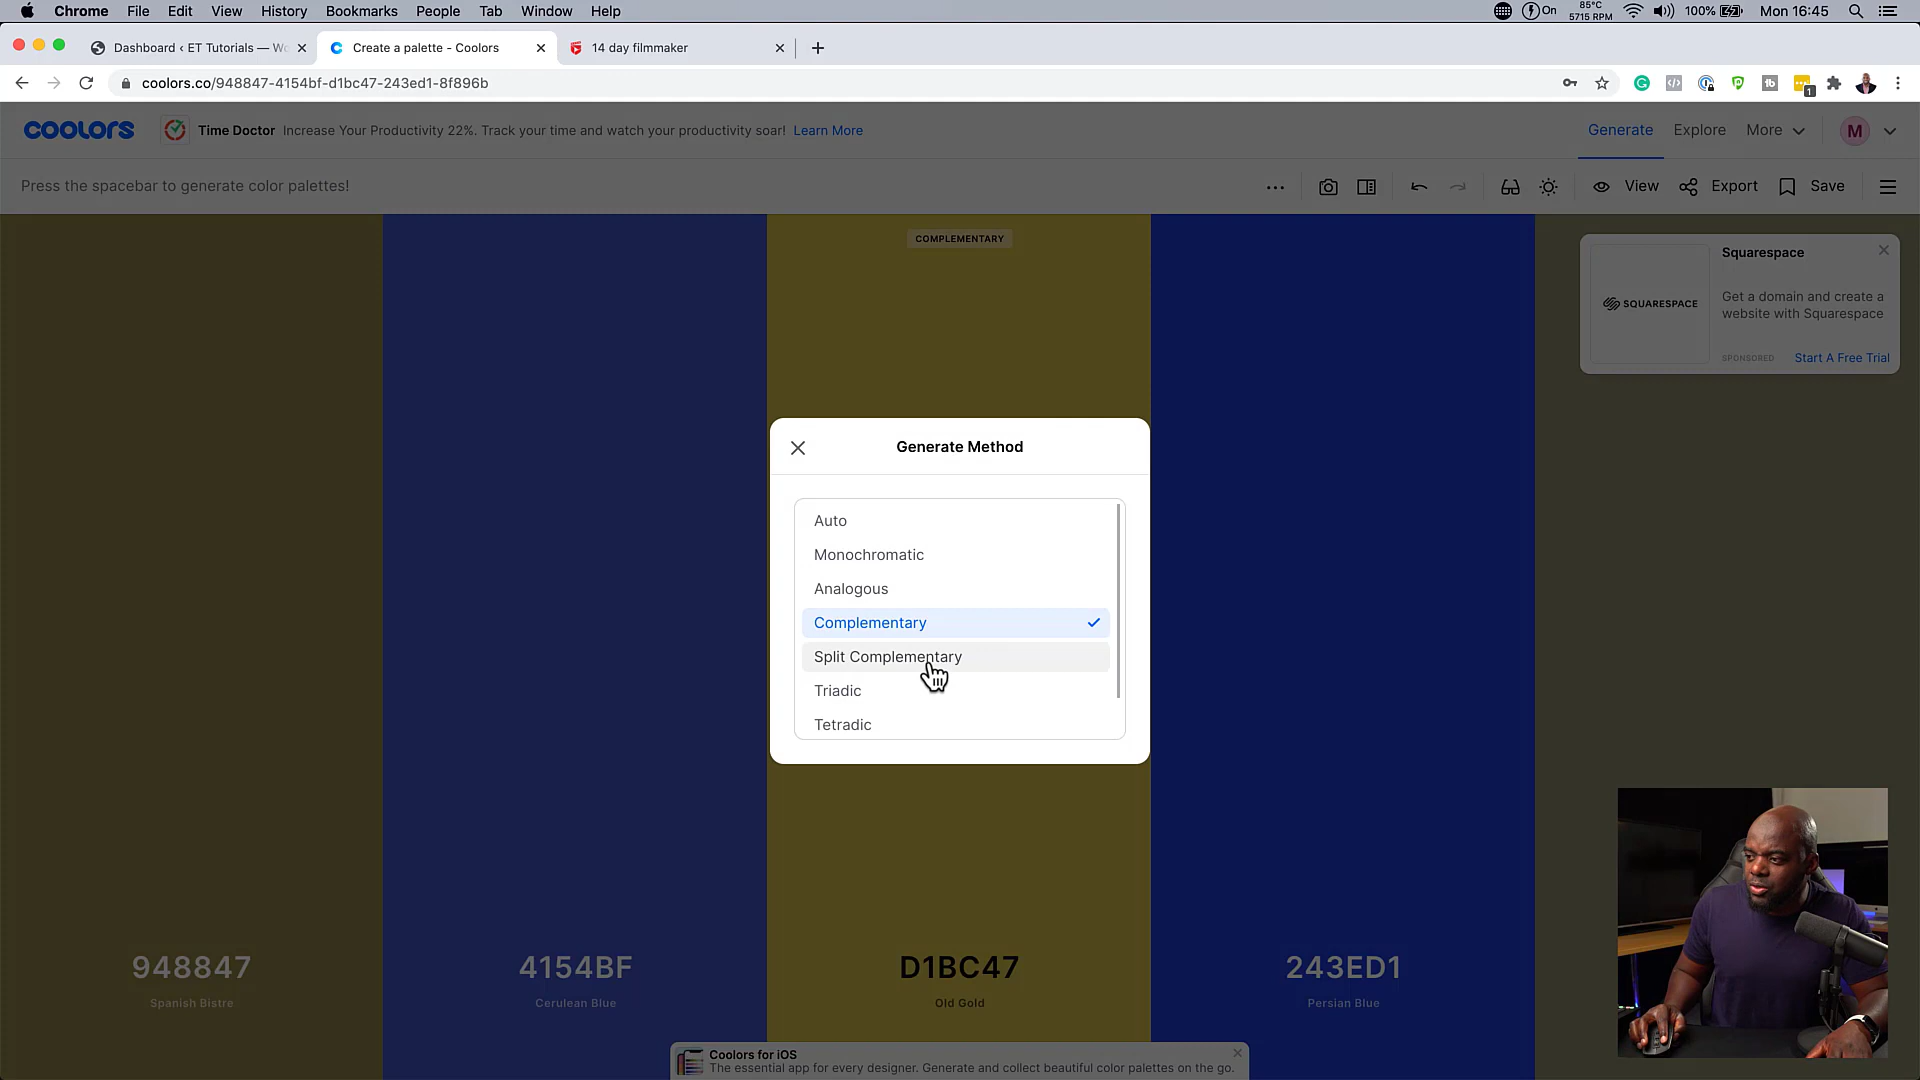 Chrome File Edit View History Bookmarks People Tab Window Help
On 85°C 5715 RPM 100% Mon 16:45
Dashboard ‹ ET Tutorials — Wo
Create a palette - Coolors
14 day filmmaker
coolors.co/948847-4154bf-d1bc47-243ed1-8f896b
1
coolors
Time Doctor Increase Your Productivity 22%. Track your time and watch your productivity soar! Learn More
Generate Explore More M
Press the spacebar to generate color palettes!
View Export Save
COMPLEMENTARY
Squarespace
SQUARESPACE
Get a domain and create a
website with Squarespace
SPONSORED Start A Free Trial
Generate Method
Auto
Monochromatic
Analogous
Complementary
Split Complementary
Triadic
Tetradic
948847
Spanish Bistre
4154BF
Cerulean Blue
D1BC47
Old Gold
243ED1
Persian Blue
Coolors for iOS
The essential app for every designer. Generate and collect beautiful color palettes on the go.